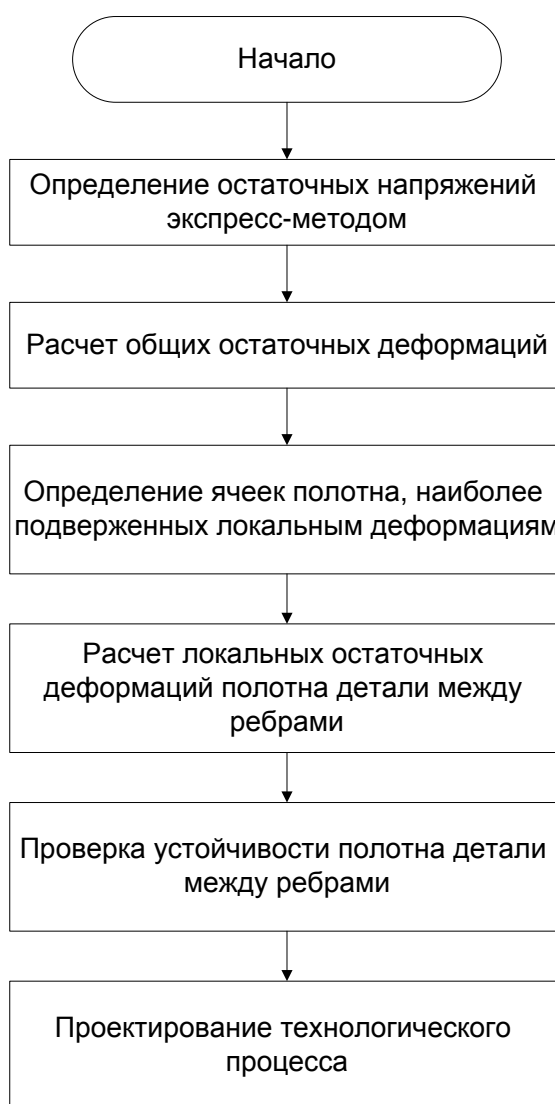 Начало
Определение остаточных напряжений
экспресс-методом
Расчет общих остаточных деформаций
Определение ячеек полотна, наиболее
подверженных локальным деформациям
Расчет локальных остаточных
деформаций полотна детали между
ребрами
Проверка устойчивости полотна детали
между ребрами
Проектирование технологического
процесса